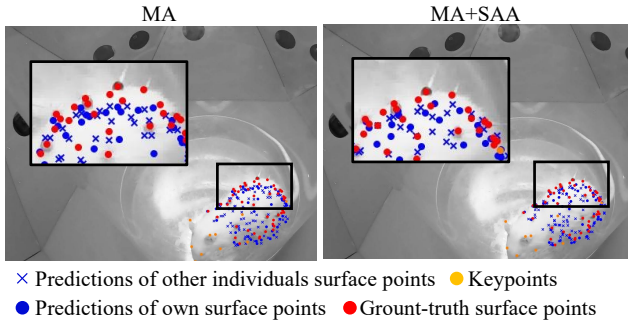 MA
MA+SAA
× Predictions of other individuals surface points
Keypoints
Predictions of own surface points
Grount-truth surface points